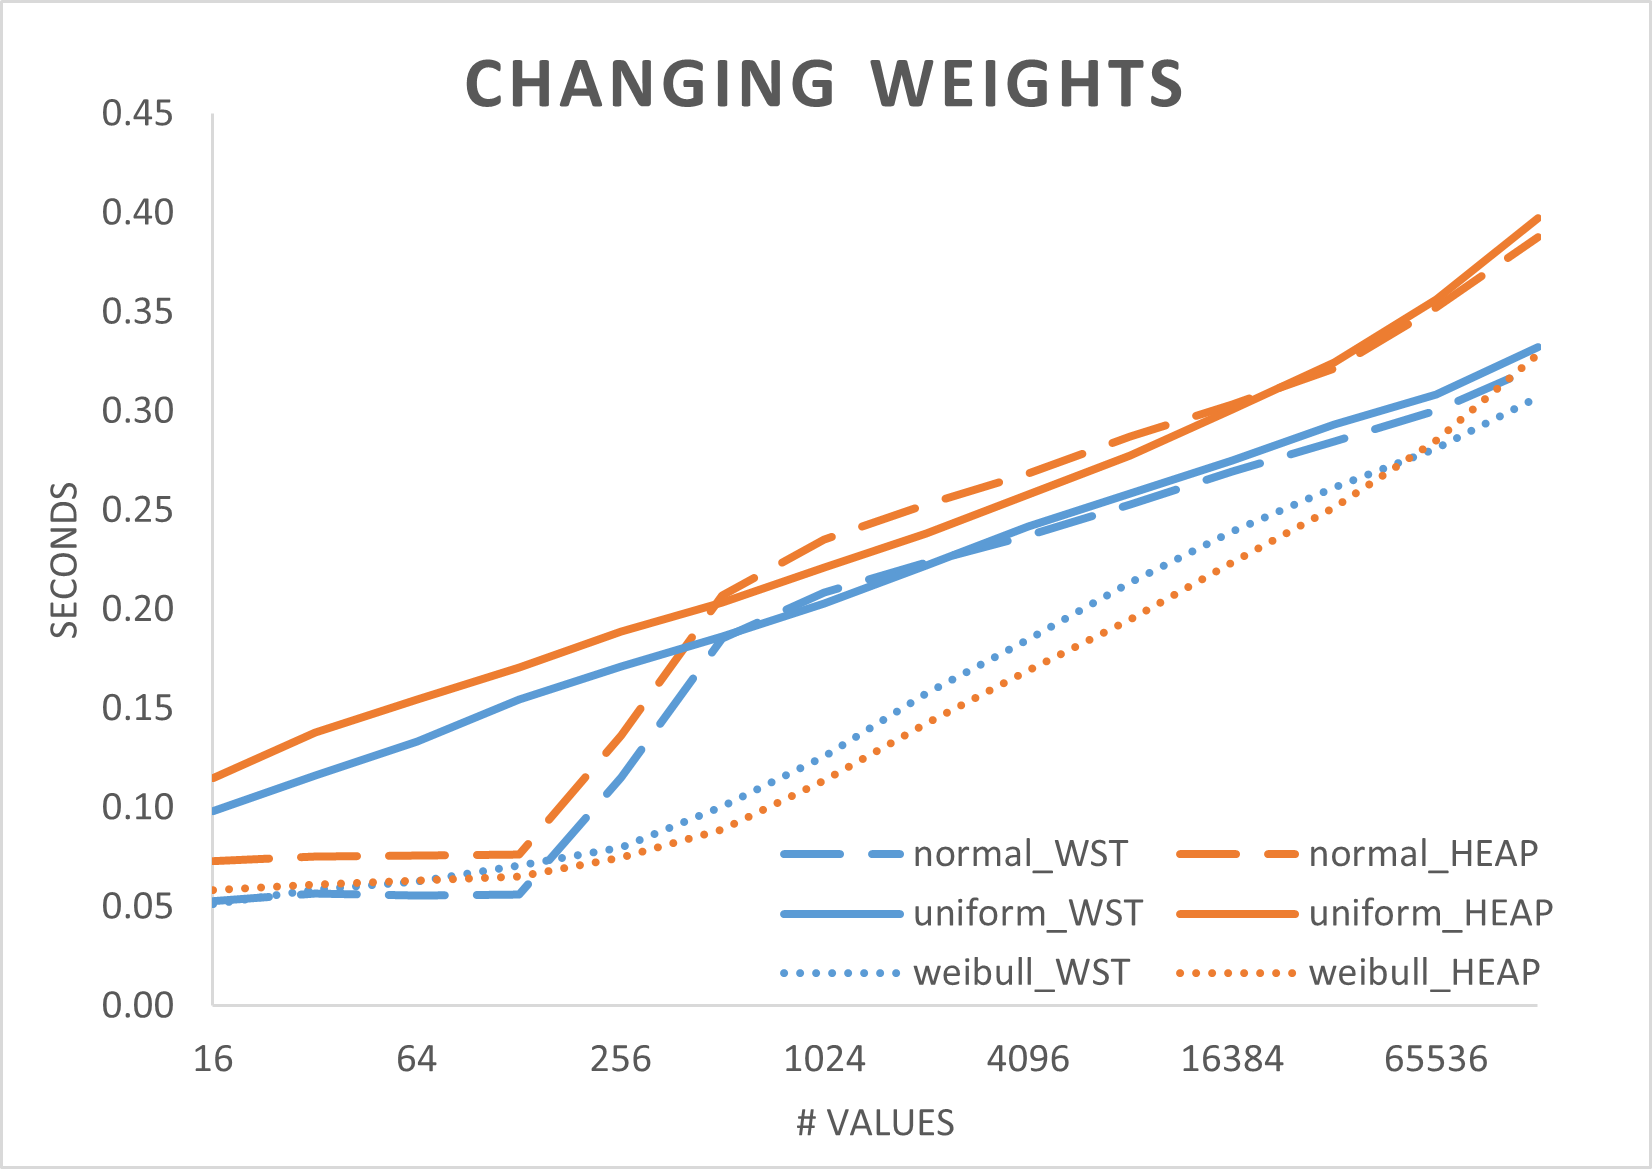 CHANGING WEIGHTS
0.45
0.40
0.35
0.30
0.25
0.20
0.15
0.10
0.05
0.00
SECONDS
normal_WST normal_HEAP
uniform_WST uniform_HEAP
weibull_WST weibull_HEAP
16 64 256 1024 4096 16384 65536
# VALUES